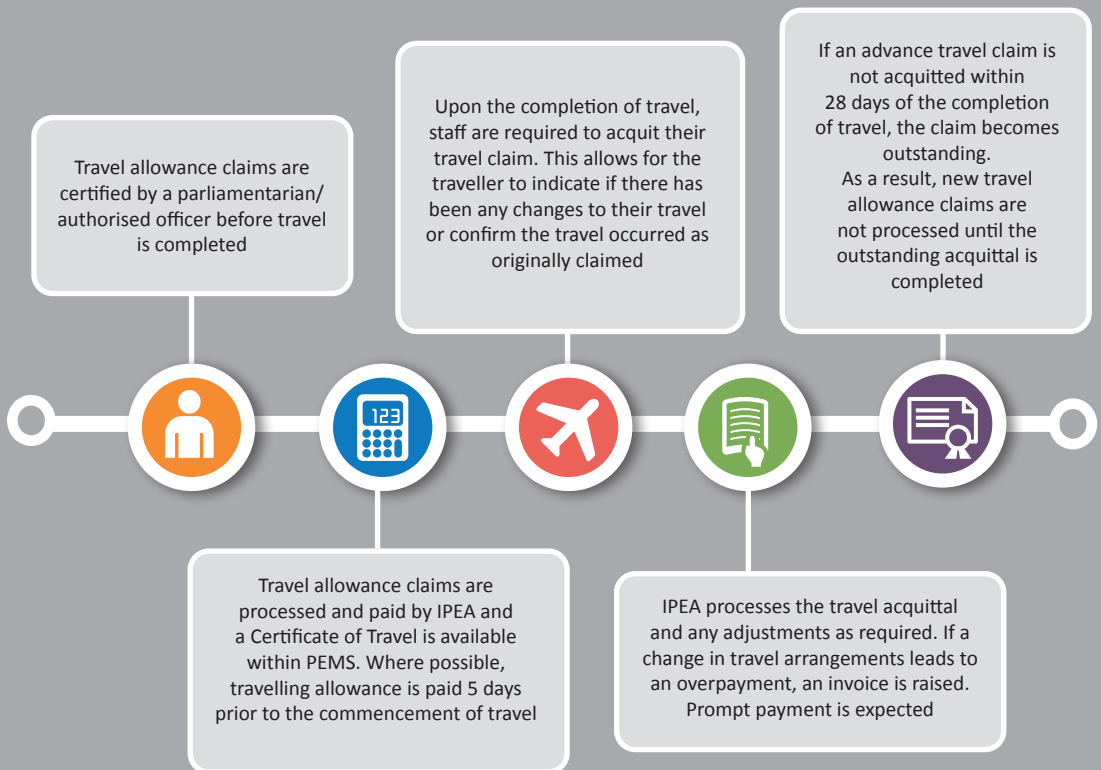 Travel allowance claims are
certified by a parliamentarian/
authorised officer before travel
is completed
123
Travel allowance claims are
processed and paid by IPEA and
a Certificate of Travel is available
within PEMS. Where possible,
travelling allowance is paid 5 days
prior to the commencement of travel
Upon the completion of travel,
staff are required to acquit their
travel claim. This allows for the
traveller to indicate if there has
been any changes to their travel
or confirm the travel occurred as
originally claimed
IPEA processes the travel acquittal
and any adjustments as required. If a
change in travel arrangements leads to
an overpayment, an invoice is raised.
Prompt payment is expected
If an advance travel claim is
not acquitted within
28 days of the completion
of travel, the claim becomes
outstanding.
As a result, new travel
allowance claims are
not processed until the
outstanding acquittal is
completed